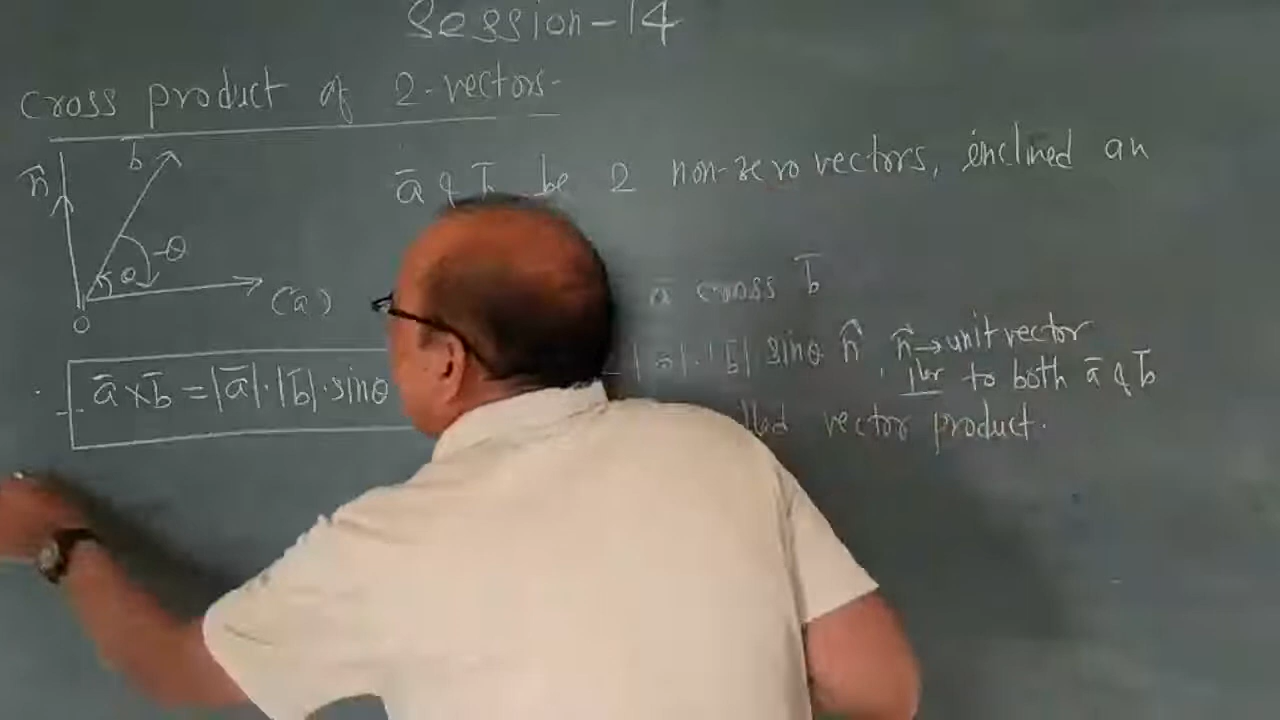 Session-14
cross product of 2-vectors-
n̂ b̄
ā & be 2 non-zero vectors, inclined an
θ -θ
(ā)
O
ā cross b̄
ā×b̄ = |ā|·|b̄|·sinθ
|ā|·|b̄| sinθ n̂, n̂→unit vector
⊥er to both ā & b̄
vector product.